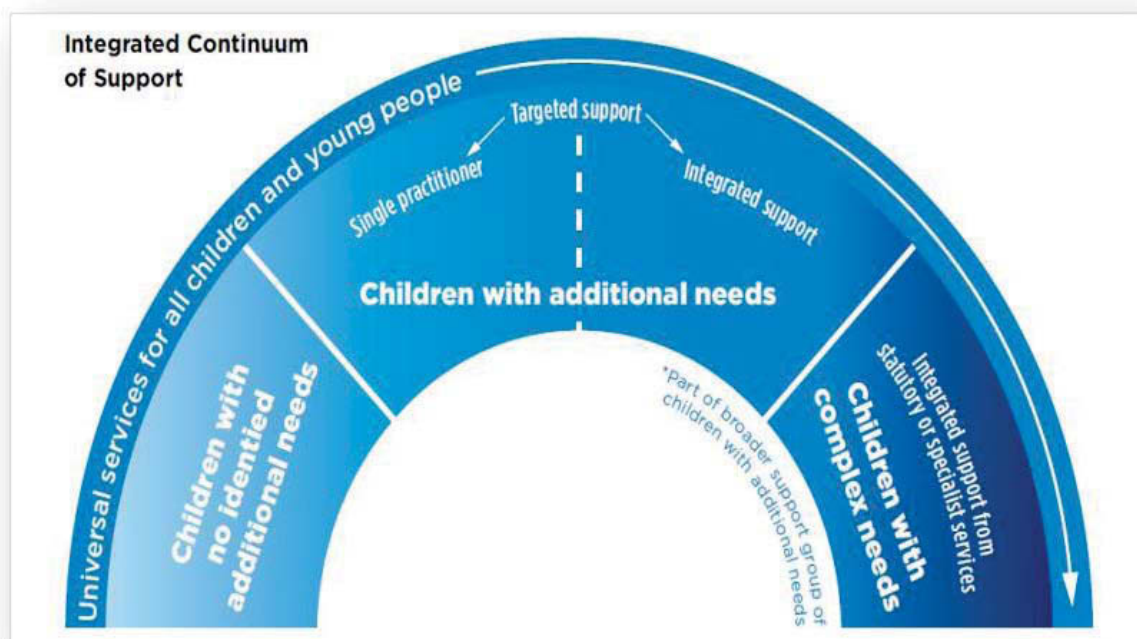 Integrated Continuum
of Support
Universal services for all children and young people
Targeted support
Single practitioner
Integrated support
Children with additional needs
Children with
no identied
additional needs
*Part of broader support group of
children with additional needs
Children with
complex needs
Integrated support from
statutory or specialist services